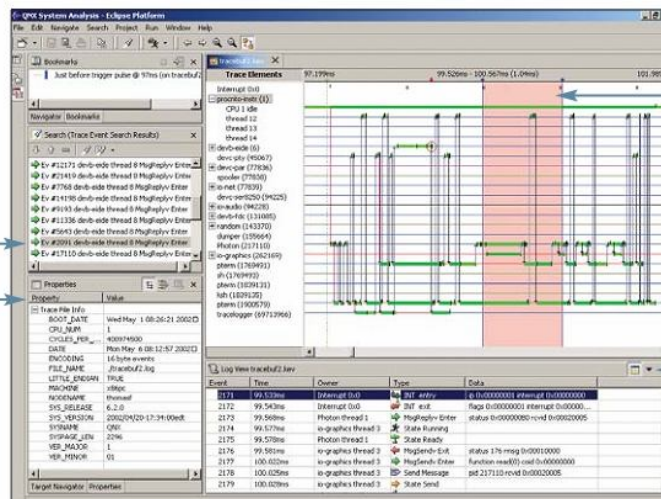 QNX System Analysis - Eclipse Platform
File Edit Navigate Search Project Run Window Help
Bookmarks
Just before trigger pulse @ 97ms (on tracebuf2
Navigator Bookmarks
Search (Trace Event Search Results)
Ev #12171 devb-eide thread 8 MsgReplyv Enter
Ev #21419 devb-eide thread 8 MsgReplyv Enter
Ev #7768 devb-eide thread 8 MsgReplyv Enter
Ev #14198 devb-eide thread 8 MsgReplyv Enter
Ev #9193 devb-eide thread 8 MsgReplyv Enter
Ev #11336 devb-eide thread 8 MsgReplyv Enter
Ev #5643 devb-eide thread 8 MsgReplyv Enter
Ev #2091 devb-eide thread 8 MsgReplyv Enter
Ev #17110 devb-eide thread 8 MsgReplyv Enter
Properties
Property Value
Trace File Info
BOOT_DATE Wed May 1 08:26:21 2002
CPU_NUM 1
CYCLES_PER_... 400974500
DATE Mon May 6 08:12:57 2002
ENCODING 16 byte events
FILE_NAME ./tracebuf2.log
LITTLE_ENDIAN TRUE
MACHINE x86pc
NODENAME thomasf
SYS_RELEASE 6.2.0
SYS_VERSION 2002/04/20-17:34:00edt
SYSNAME QNX
SYSPAGE_LEN 2296
VER_MAJOR 1
VER_MINOR 01
Target Navigator Properties
tracebuf2.kev
Trace Elements 97.199ms 99.526ms - 100.567ms (1.04ms) 101.985
Interrupt 0x0
procnto-instr (1)
CPU 1 idle
thread 12
thread 13
thread 14
devb-eide (6)
devc-pty (45067)
devc-par (77836)
spooler (77838)
io-net (77839)
devc-ser8250 (94225)
io-audio (94228)
devb-fdc (131085)
random (143370)
dumper (155664)
Photon (217110)
io-graphics (262169)
pterm (1769491)
sh (1769493)
pterm (1839131)
ksh (1839135)
pterm (1900579)
tracelogger (69713966)
Log View tracebuf2.kev
Event Time Owner Type Data
2171 99.533ms Interrupt 0x0 INT entry ip 0x00000001 interrupt 0x00000000
2172 99.543ms Interrupt 0x0 INT exit flags 0x00000001 interrupt 0x00000...
2173 99.568ms Photon thread 1 MsgReplyv Enter status 0x00000080 rcvid 0x00020005
2174 99.577ms io-graphics thread 3 State Running
2175 99.578ms Photon thread 1 State Ready
2176 99.581ms io-graphics thread 3 MsgSendv Exit status 176 msg 0x00010000
2177 100.022ms io-graphics thread 3 MsgSendv Enter function read() coid 0x00000000
2178 100.025ms io-graphics thread 3 Send Message pid 217110 rcvid 0x00020005
2179 100.028ms io-graphics thread 3 State Send